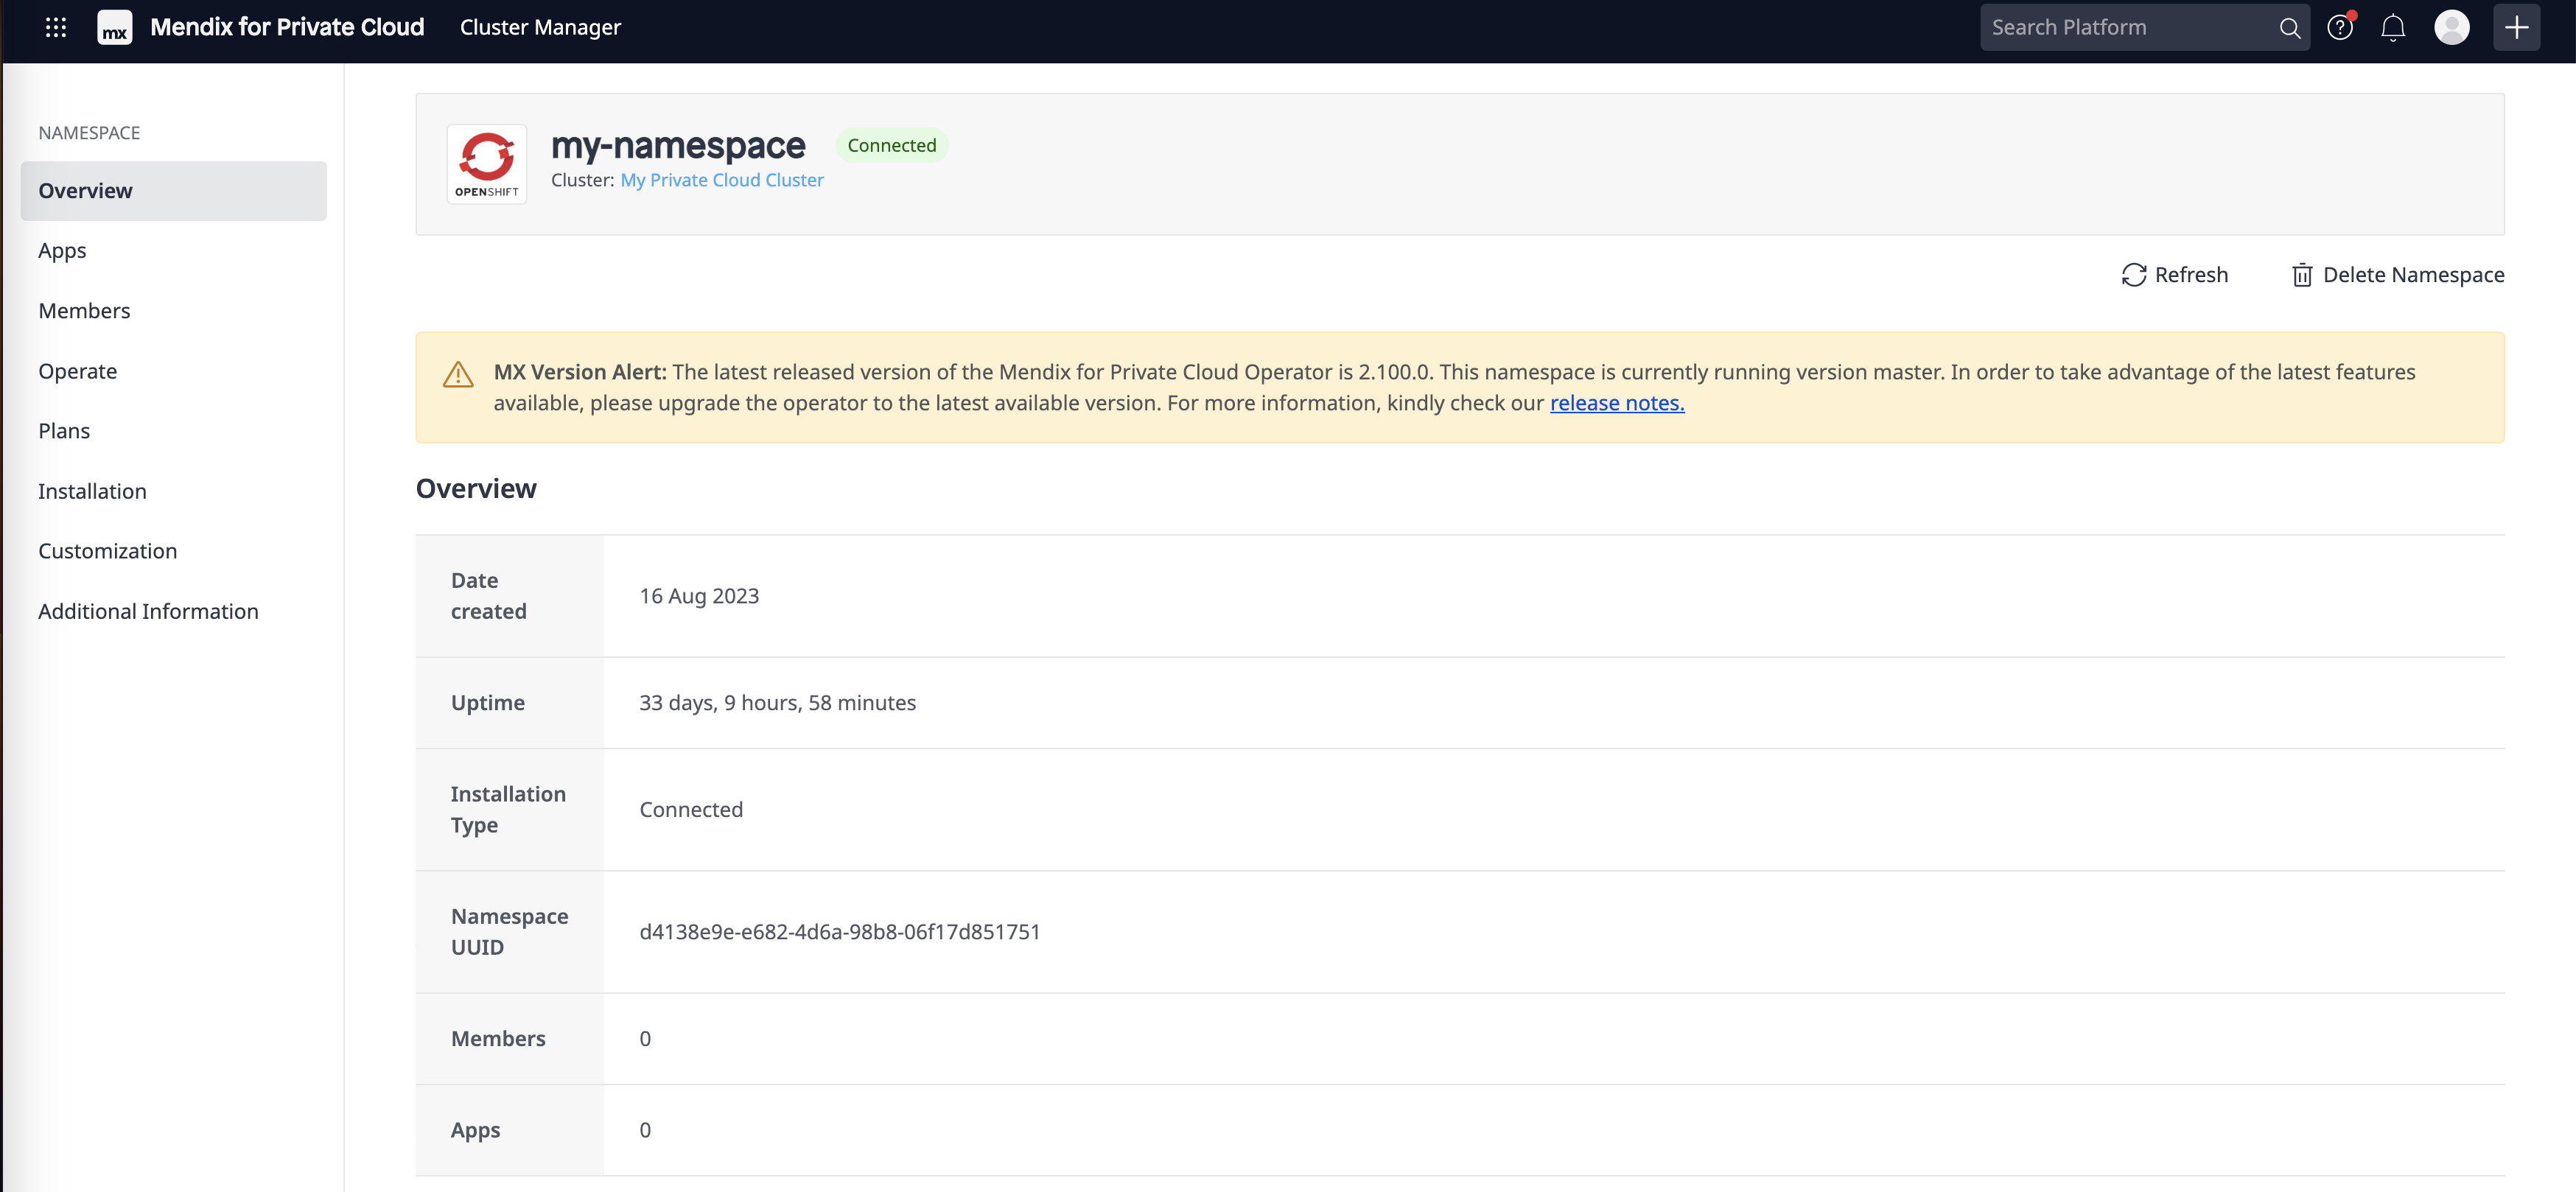 mx Mendix for Private Cloud Cluster Manager Search Platform
NAMESPACE
Overview
Apps
Members
Operate
Plans
Installation
Customization
Additional Information
OPENSHIFT
my-namespace Connected
Cluster: My Private Cloud Cluster
Refresh Delete Namespace
MX Version Alert: The latest released version of the Mendix for Private Cloud Operator is 2.100.0. This namespace is currently running version master. In order to take advantage of the latest features
available, please upgrade the operator to the latest available version. For more information, kindly check our release notes.
Overview
Date
created
16 Aug 2023
Uptime 33 days, 9 hours, 58 minutes
Installation
Type
Connected
Namespace
UUID
d4138e9e-e682-4d6a-98b8-06f17d851751
Members 0
Apps 0